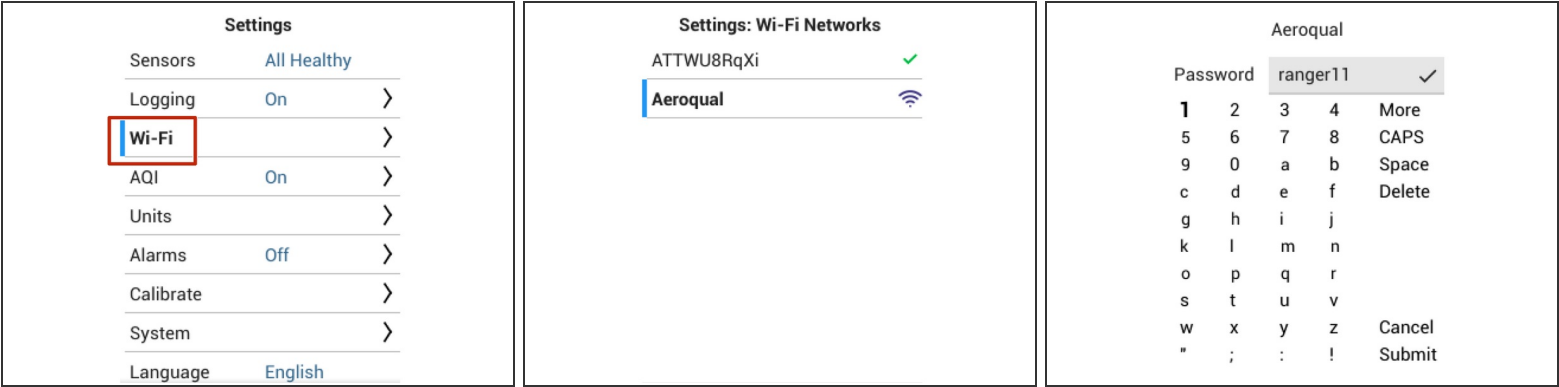 Settings
Sensors All Healthy
Logging On
Wi-Fi
AQI On
Units
Alarms Off
Calibrate
System
Language English
Settings: Wi-Fi Networks
ATTWU8RqXi
Aeroqual
Aeroqual
Password ranger11
1 2 3 4 More
5 6 7 8 CAPS
9 0 a b Space
c d e f Delete
g h i j
k l m n
o p q r
s t u v
w x y z Cancel
" ; : ! Submit